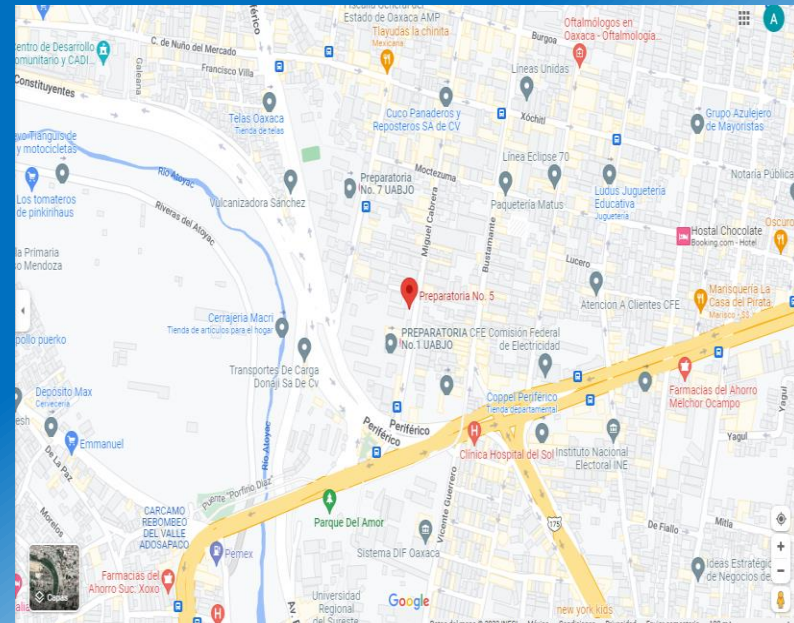 Estado de Oaxaca AMP
Tlayudas la chinita
Mexicana
Oftalmólogos en
Oaxaca - Oftalmología...
A
Periférico
Burgoa
C. de Nuño del Mercado
Francisco Villa
Galeana
entro de Desarrollo
omunitario y CADI...
Constituyentes
Líneas Unidas
Telas Oaxaca
Tienda de telas
Cuco Panaderos y
Reposteros SA de CV
Xóchitl
Grupo Azulejero
de Mayoristas
Tianguis de
y motocicletas
Río Atoyac
Moctezuma
Línea Eclipse 70
Notaría Pública
Los tomateros
de pinkirihaus
Riveras del Atoyac
Vulcanizadora Sánchez
Preparatoria
No. 7 UABJO
Miguel Cabrera
Paquetería Matus
Ludus Juguetería
Educativa
Juguetería
Bustamante
Hostal Chocolate
Booking.com - Hotel
Oscuro
la Primaria
so Mendoza
Lucero
Preparatoria No. 5
Atencion A Clientes CFE
Marisquería La
Casa del Pirata
Cerrajeria Macri
Tienda de artículos para el hogar
PREPARATORIA
No.1 UABJO
CFE Comisión Federal
de Electricidad
pollo puerko
Transportes De Carga
Donaji Sa De Cv
Depósito Max
Cervecería
Coppel Periférico
Tienda departamental
Farmacias del Ahorro
Melchor Ocampo
Yagul
Emmanuel
Periférico
Periférico
Clínica Hospital del Sol
Instituto Nacional
Electoral INE
Yagul
De La Paz
Río Atoyac
Puente "Porfirio Díaz"
Morelos
CARCAMO
REBOMBEO
DEL VALLE
ADOSAPACO
Parque Del Amor
Vicente Guerrero
175
De Fiallo
Mitla
Pemex
Sistema DIF Oaxaca
Ideas Estratégic
de Negocios de
Farmacias del
Ahorro Suc. Xoxo
Capas
Universidad
Regional
del Sureste
Google
new york kids